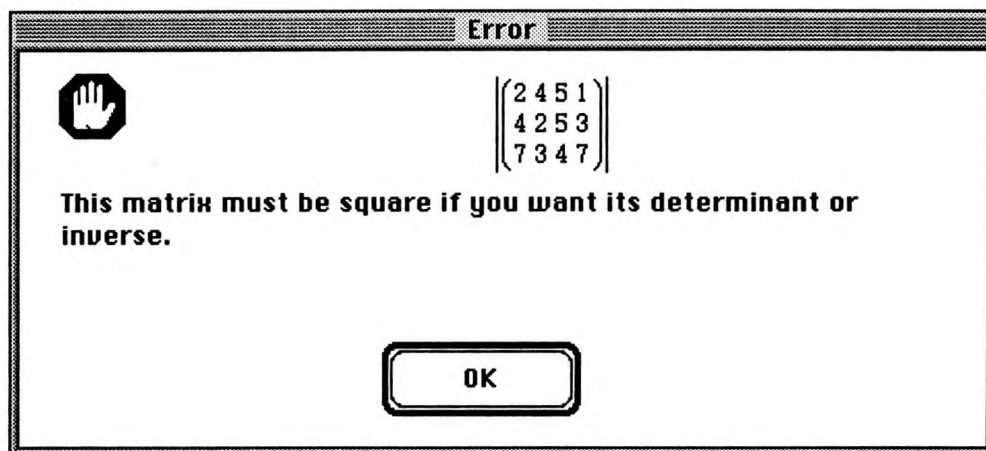 Error
2 4 5 1
4 2 5 3
7 3 4 7
This matrix must be square if you want its determinant or
inverse.
OK